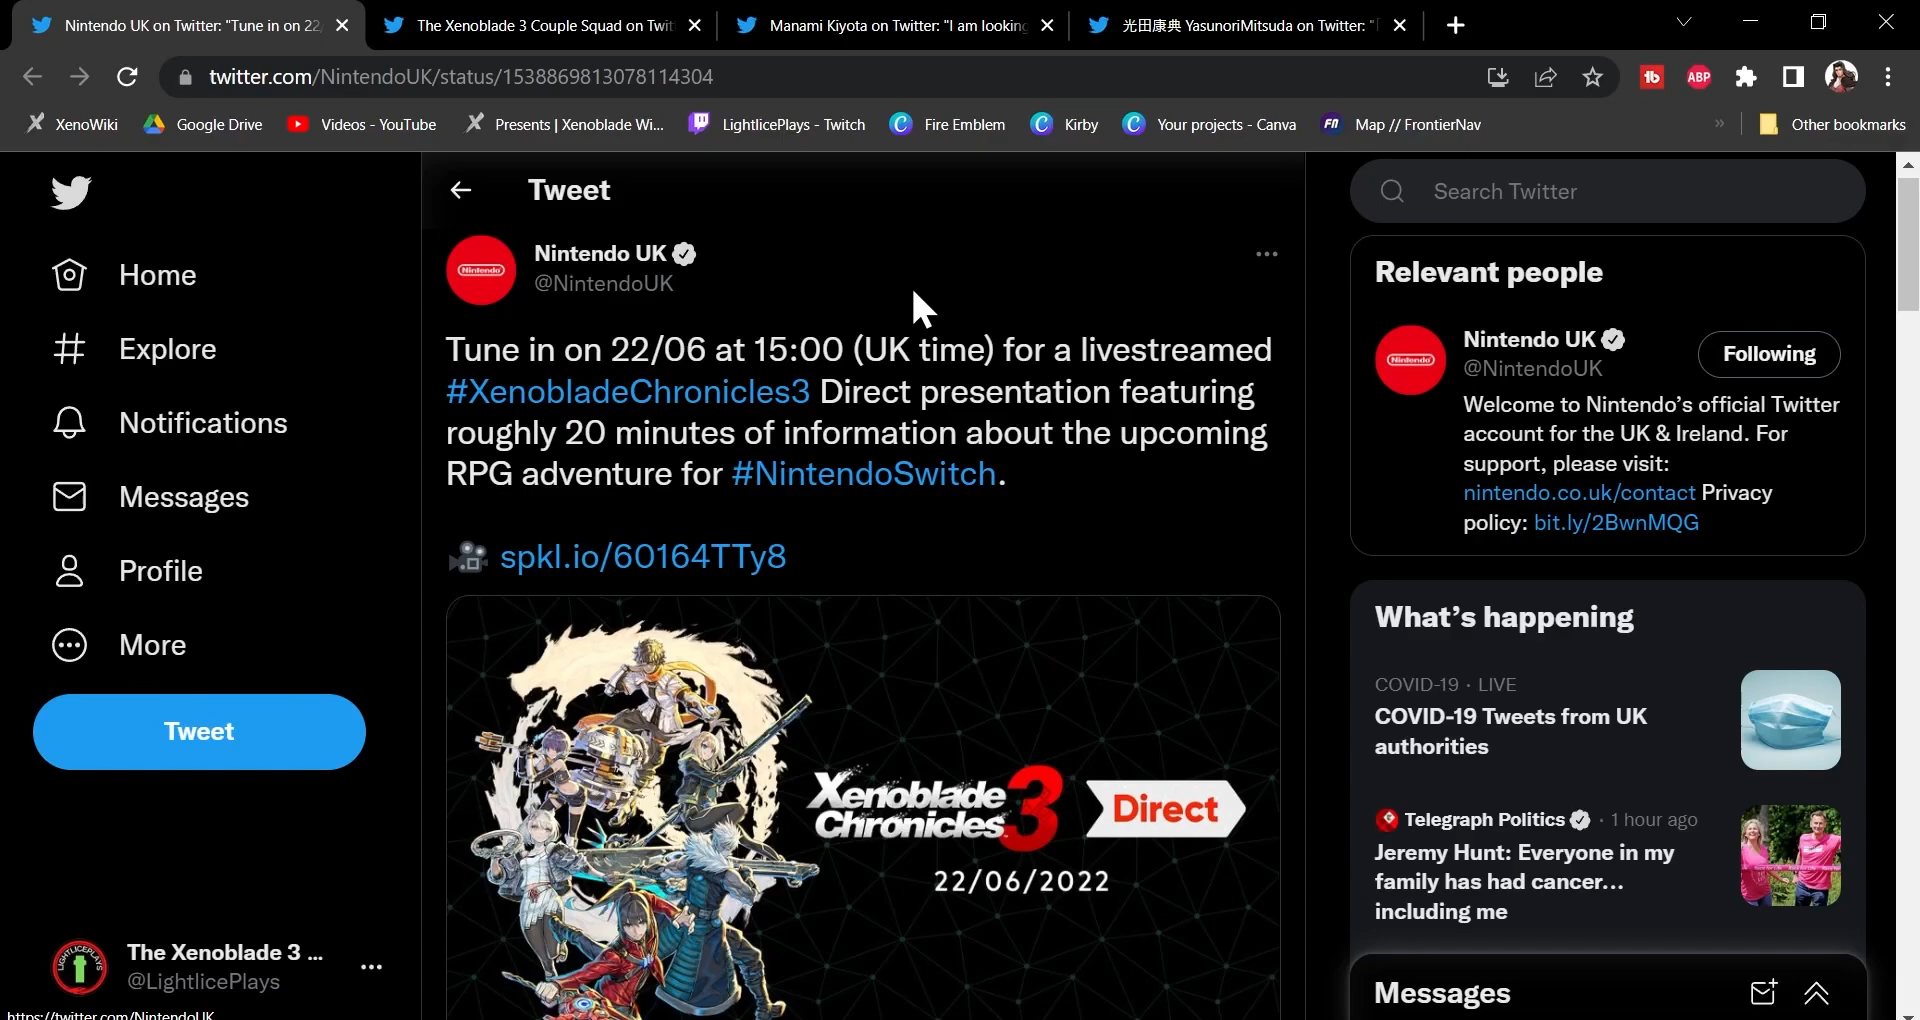 Nintendo UK on Twitter: "Tune in on 22
The Xenoblade 3 Couple Squad on Twit
Manami Kiyota on Twitter: "I am looking
光田康典 YasunoriMitsuda on Twitter: "
twitter.com/NintendoUK/status/1538869813078114304
ABP
XenoWiki
Google Drive
Videos - YouTube
Presents | Xenoblade Wi...
LightlicePlays - Twitch
Fire Emblem
Kirby
Your projects - Canva
FN
Map // FrontierNav
»
Other bookmarks
Tweet
Search Twitter
Home
Explore
Notifications
Messages
Profile
More
Tweet
The Xenoblade 3 ...
@LightlicePlays
https://twitter.com/NintendoUK
Nintendo
Nintendo UK
@NintendoUK
Tune in on 22/06 at 15:00 (UK time) for a livestreamed
#XenobladeChronicles3 Direct presentation featuring
roughly 20 minutes of information about the upcoming
RPG adventure for #NintendoSwitch.
spkl.io/60164TTy8
Xenoblade
Chronicles 3
Direct
22/06/2022
Relevant people
Nintendo
Nintendo UK
@NintendoUK
Following
Welcome to Nintendo's official Twitter
account for the UK & Ireland. For
support, please visit:
nintendo.co.uk/contact Privacy
policy: bit.ly/2BwnMQG
What's happening
COVID-19 · LIVE
COVID-19 Tweets from UK
authorities
Telegraph Politics · 1 hour ago
Jeremy Hunt: Everyone in my
family has had cancer...
including me
Messages